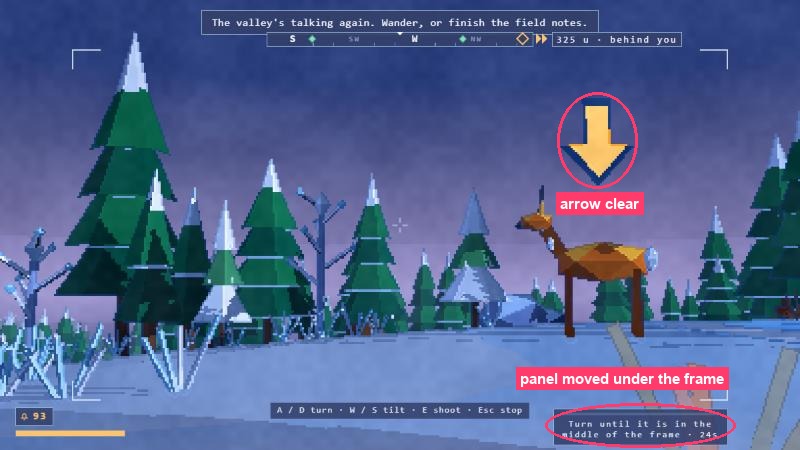 The valley's talking again. Wander, or finish the field notes.
S SW W NW
325 u · behind you
arrow clear
panel moved under the frame
A / D turn · W / S tilt · E shoot · Esc stop
93
Turn until it is in the
middle of the frame · 24s